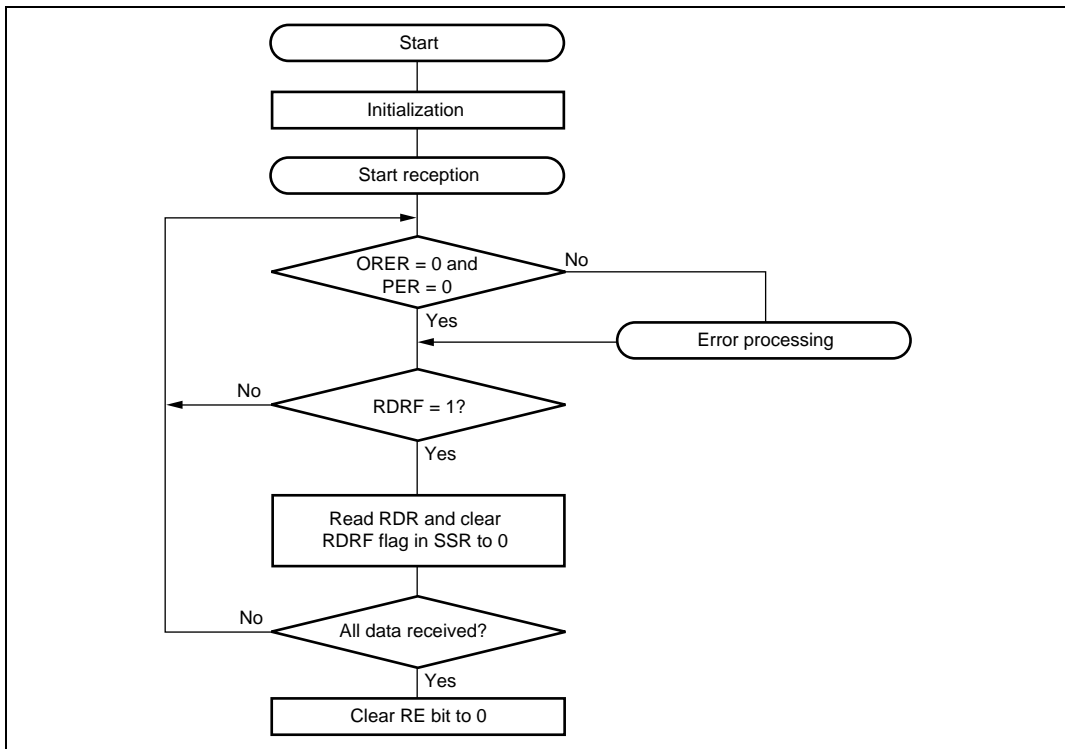 Start
Initialization
Start reception
ORER = 0 and
PER = 0
No
Yes
Error processing
No
RDRF = 1?
Yes
Read RDR and clear
RDRF flag in SSR to 0
No
All data received?
Yes
Clear RE bit to 0